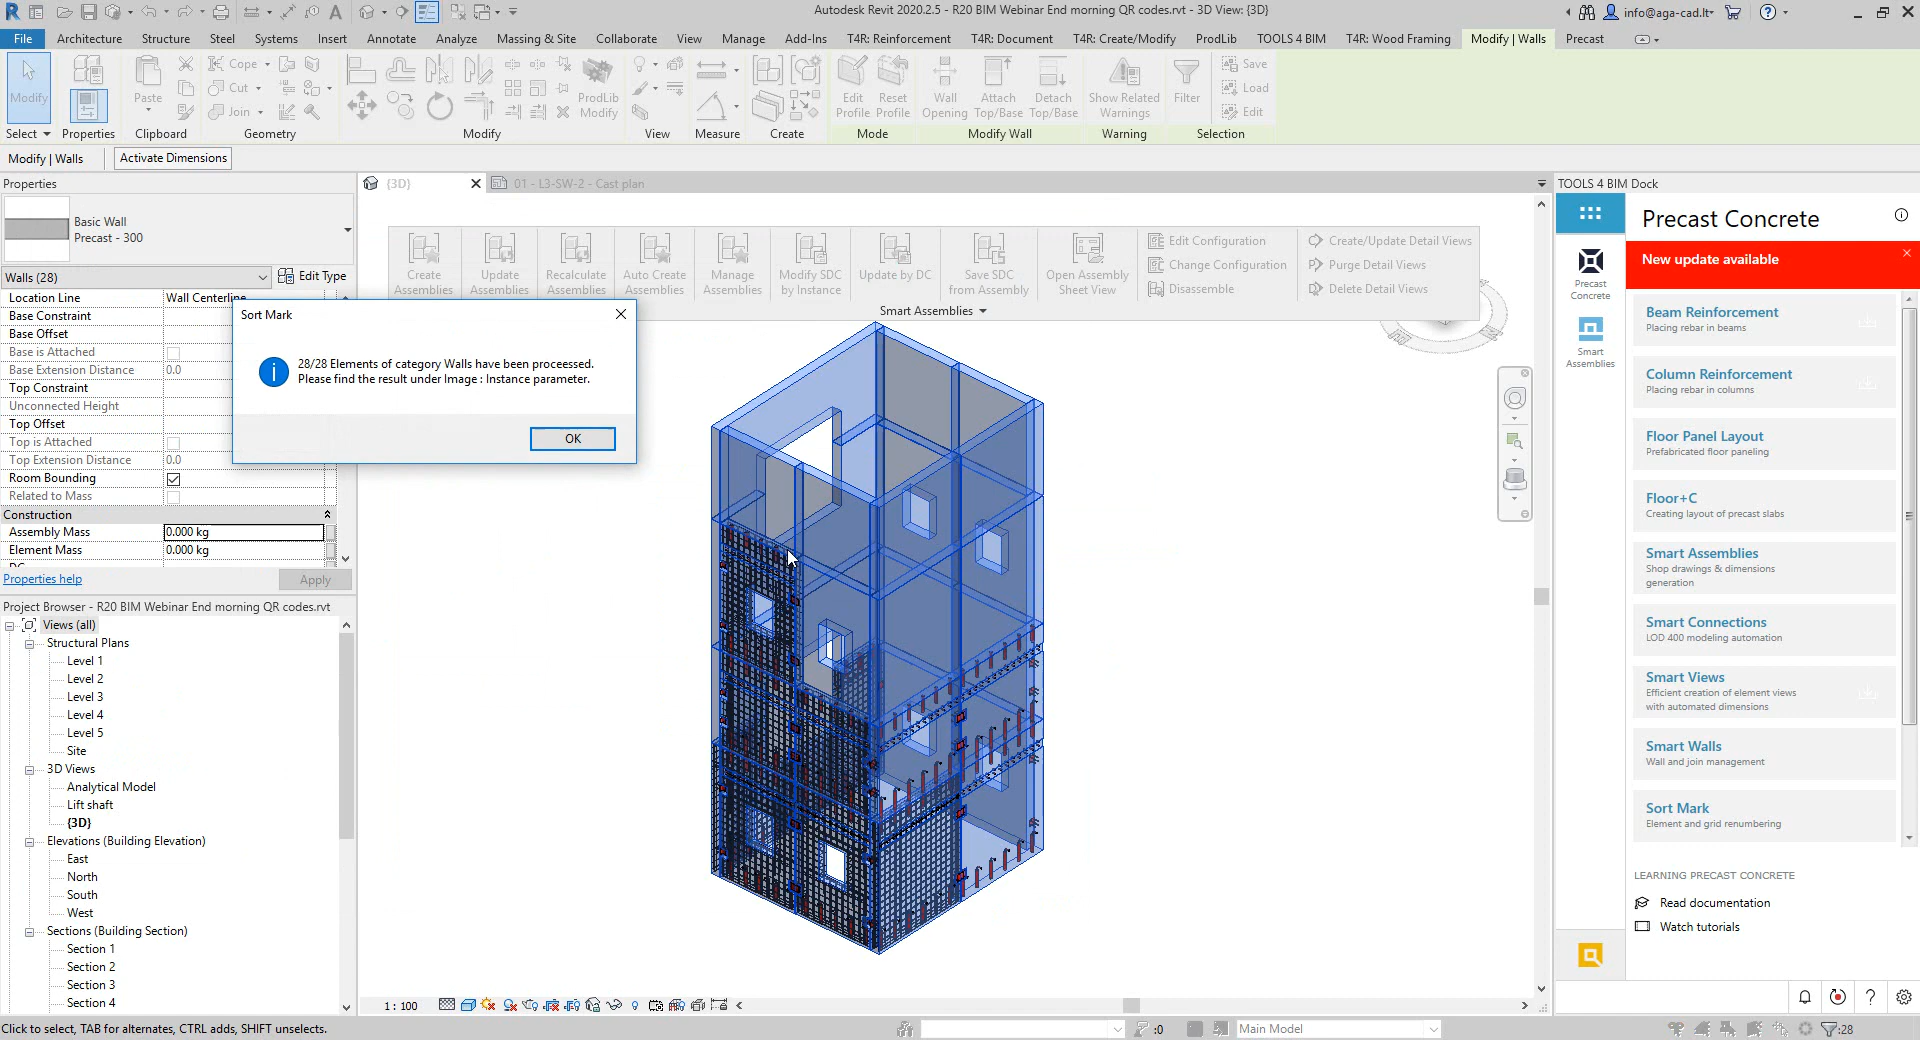 Autodesk Revit 2020.2.5 - R20 BIM Webinar End morning QR codes.rvt - 3D View: {3D}
info@aga-cad.lt
File Architecture Structure Steel Systems Insert Annotate Analyze Massing & Site Collaborate View Manage Add-Ins T4R: Reinforcement T4R: Document T4R: Create/Modify ProdLib TOOLS 4 BIM T4R: Wood Framing Modify | Walls Precast
Modify
Paste
Cope
Cut
Join
ProdLib Modify
Edit Profile
Reset Profile
Wall Opening
Attach Top/Base
Detach Top/Base
Show Related Warnings
Filter
Save
Load
Edit
Select Properties Clipboard Geometry Modify View Measure Create Mode Modify Wall Warning Selection
Modify | Walls Activate Dimensions
Properties
Basic Wall
Precast - 300
Walls (28) Edit Type
Location Line Wall Centerline
Base Constraint
Base Offset
Base is Attached
Base Extension Distance 0.0
Top Constraint
Unconnected Height
Top Offset
Top is Attached
Top Extension Distance 0.0
Room Bounding
Related to Mass
Construction
Assembly Mass 0.000 kg
Element Mass 0.000 kg
Properties help Apply
Project Browser - R20 BIM Webinar End morning QR codes.rvt
Views (all)
Structural Plans
Level 1
Level 2
Level 3
Level 4
Level 5
Site
3D Views
Analytical Model
Lift shaft
{3D}
Elevations (Building Elevation)
East
North
South
West
Sections (Building Section)
Section 1
Section 2
Section 3
Section 4
{3D} 01 - L3-SW-2 - Cast plan
Create Assemblies
Update Assemblies
Recalculate Assemblies
Auto Create Assemblies
Manage Assemblies
Modify SDC by Instance
Update by DC
Save SDC from Assembly
Open Assembly Sheet View
Edit Configuration
Change Configuration
Disassemble
Create/Update Detail Views
Purge Detail Views
Delete Detail Views
Smart Assemblies
Sort Mark
28/28 Elements of category Walls have been proceessed.
Please find the result under Image : Instance parameter.
OK
1 : 100
TOOLS 4 BIM Dock
Precast Concrete
New update available
Precast Concrete
Smart Assemblies
Beam Reinforcement
Placing rebar in beams
Column Reinforcement
Placing rebar in columns
Floor Panel Layout
Prefabricated floor paneling
Floor+C
Creating layout of precast slabs
Smart Assemblies
Shop drawings & dimensions
generation
Smart Connections
LOD 400 modeling automation
Smart Views
Efficient creation of element views
with automated dimensions
Smart Walls
Wall and join management
Sort Mark
Element and grid renumbering
LEARNING PRECAST CONCRETE
Read documentation
Watch tutorials
Click to select, TAB for alternates, CTRL adds, SHIFT unselects.
:0
Main Model
:28